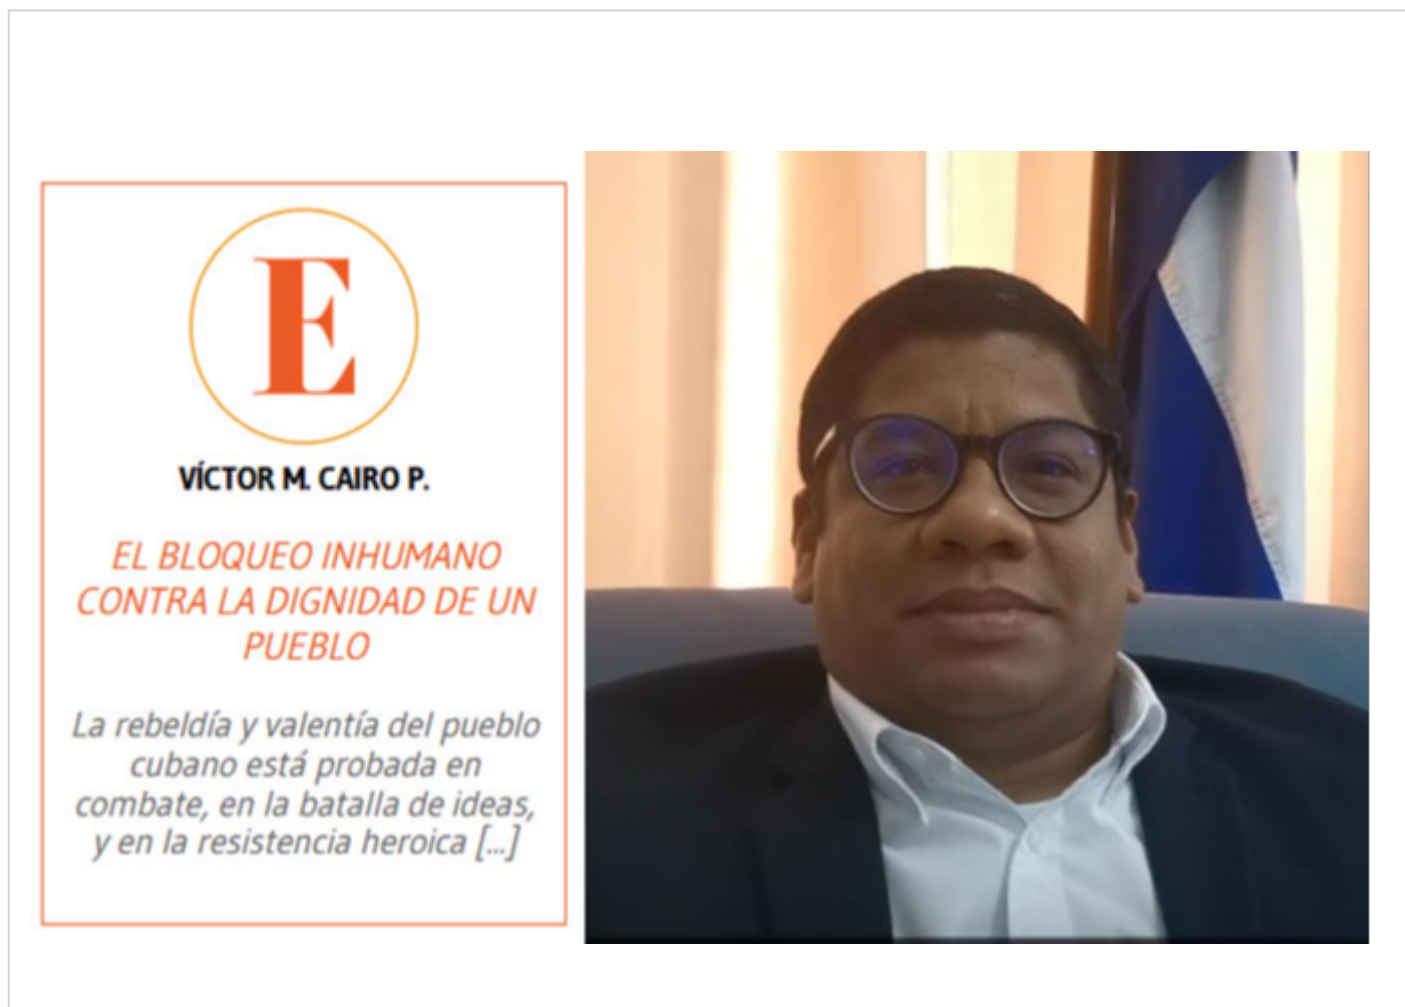 E
VÍCTOR M. CAIRO P.
EL BLOQUEO INHUMANO
CONTRA LA DIGNIDAD DE UN
PUEBLO
La rebeldía y valentía del pueblo
cubano está probada en
combate, en la batalla de ideas,
y en la resistencia heroica [...]